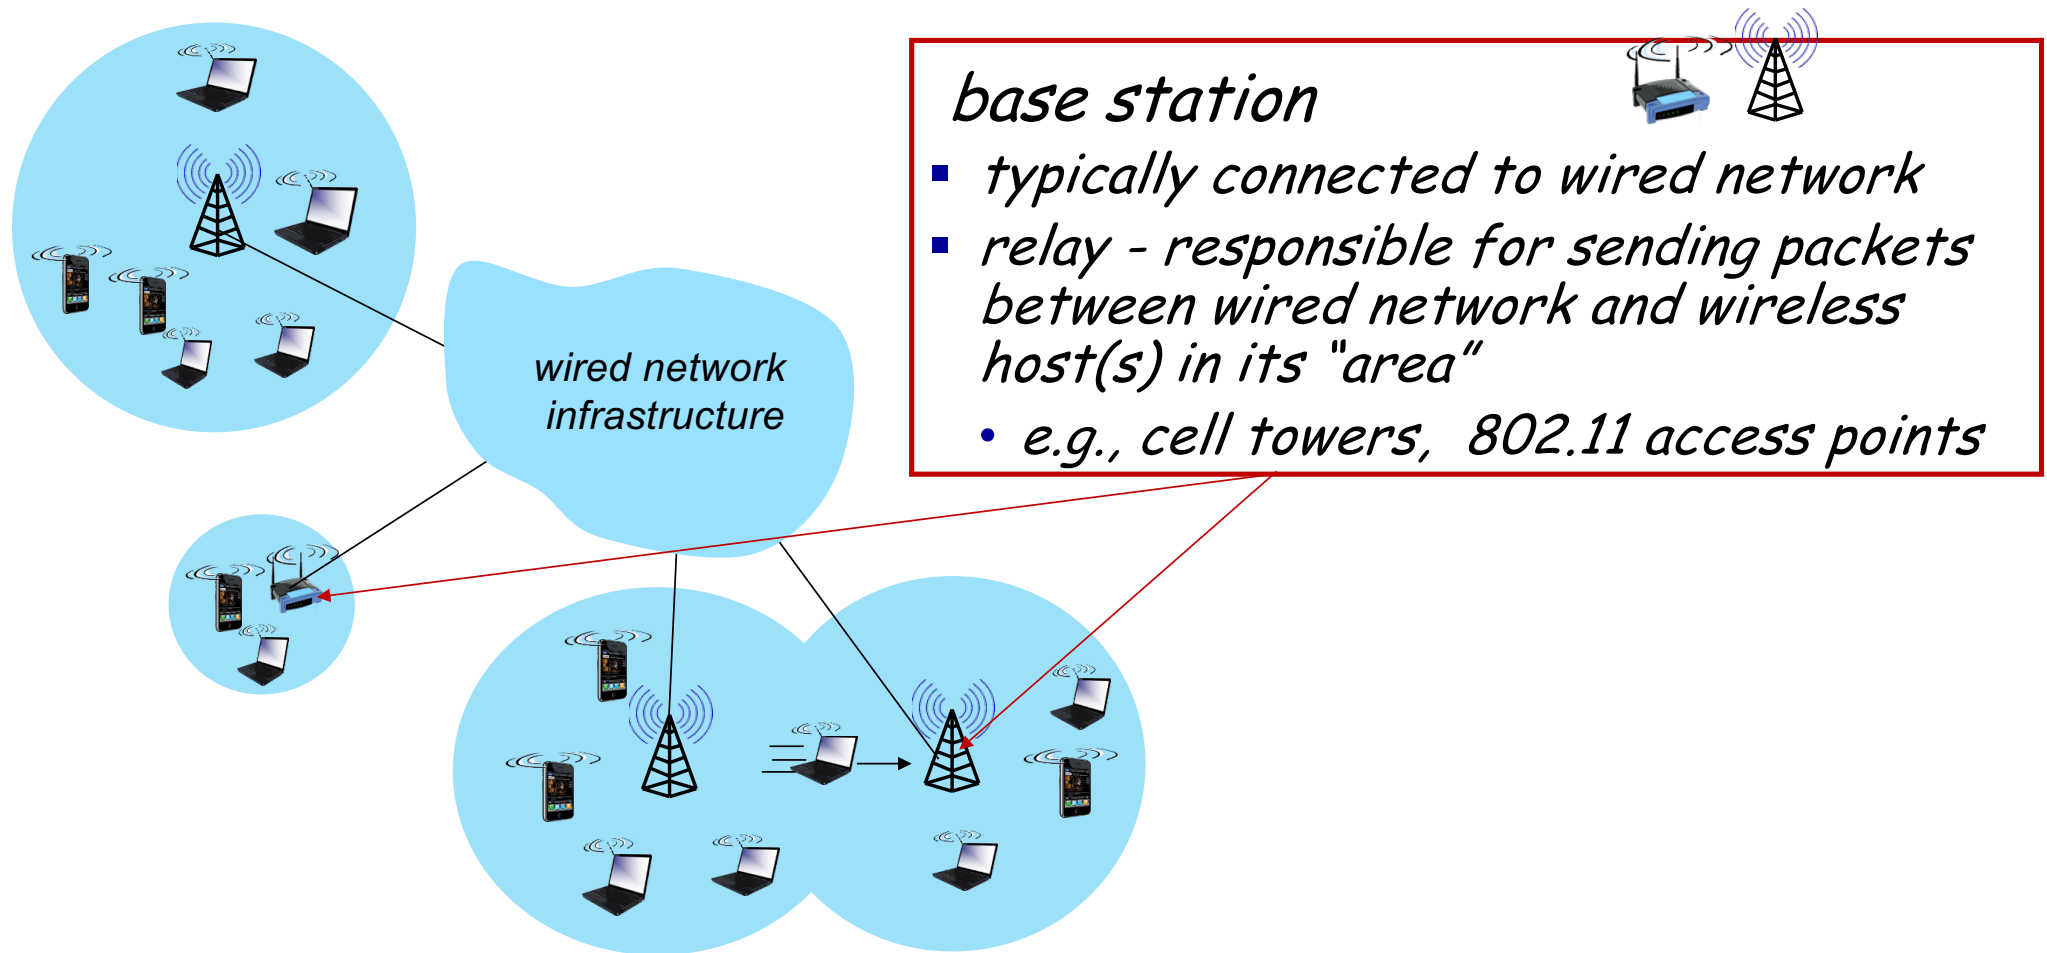 base station
typically connected to wired network
relay - responsible for sending packets
between wired network and wireless
host(s) in its “area”
e.g., cell towers, 802.11 access points
wired network
infrastructure